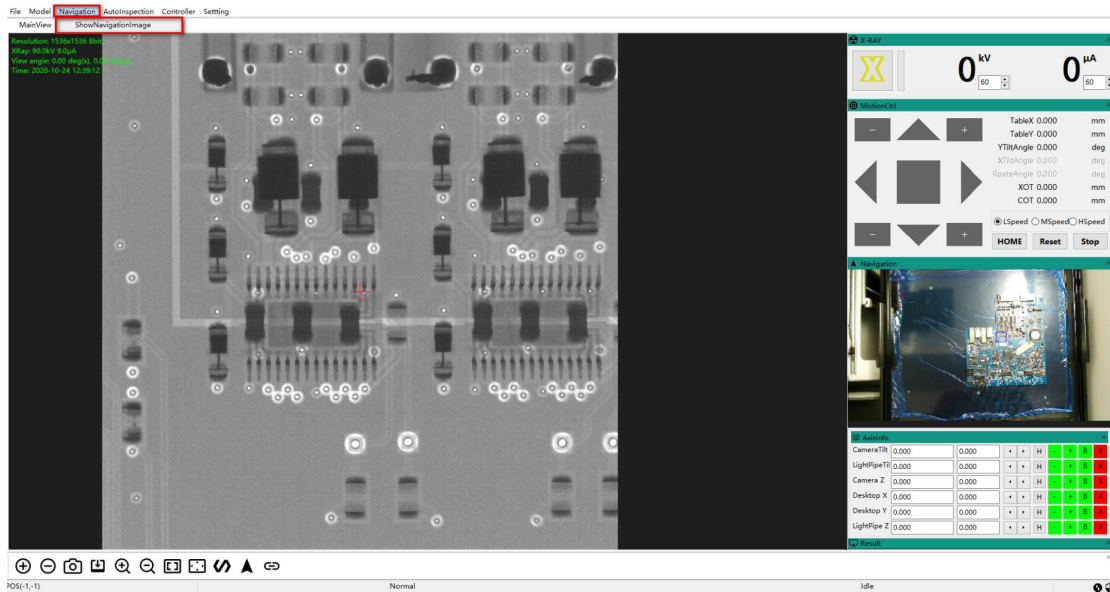 File Model Navigation AutoInspection Controller Settting
MainView ShowNavigationImage
Resolution: 1536x1536 8bit
XRay: 90.0kV 9.0μA
View angle: 0.00 deg(s), 0.0
Time: 2020-10-24 12:39:12
X-RAY
0 kV 60 0 μA 60
MotionCtrl
- + TableX 0.000 mm
TableY 0.000 mm
YTiltAngle 0.000 deg
XTiltAngle 0.000 deg
RoateAngle 0.000 deg
XOT 0.000 mm
COT 0.000 mm
LSpeed MSpeed HSpeed
- + HOME Reset Stop
Navigation
AxisInfo
CameraTilt 0.000 0.000 H - + B X
LightPipeTil 0.000 0.000 H - + B X
Camera Z 0.000 0.000 H - + B X
Desktop X 0.000 0.000 H - + B X
Desktop Y 0.000 0.000 H - + B X
LightPipe Z 0.000 0.000 H - + B X
Result
POS(-1,-1) Normal Idle